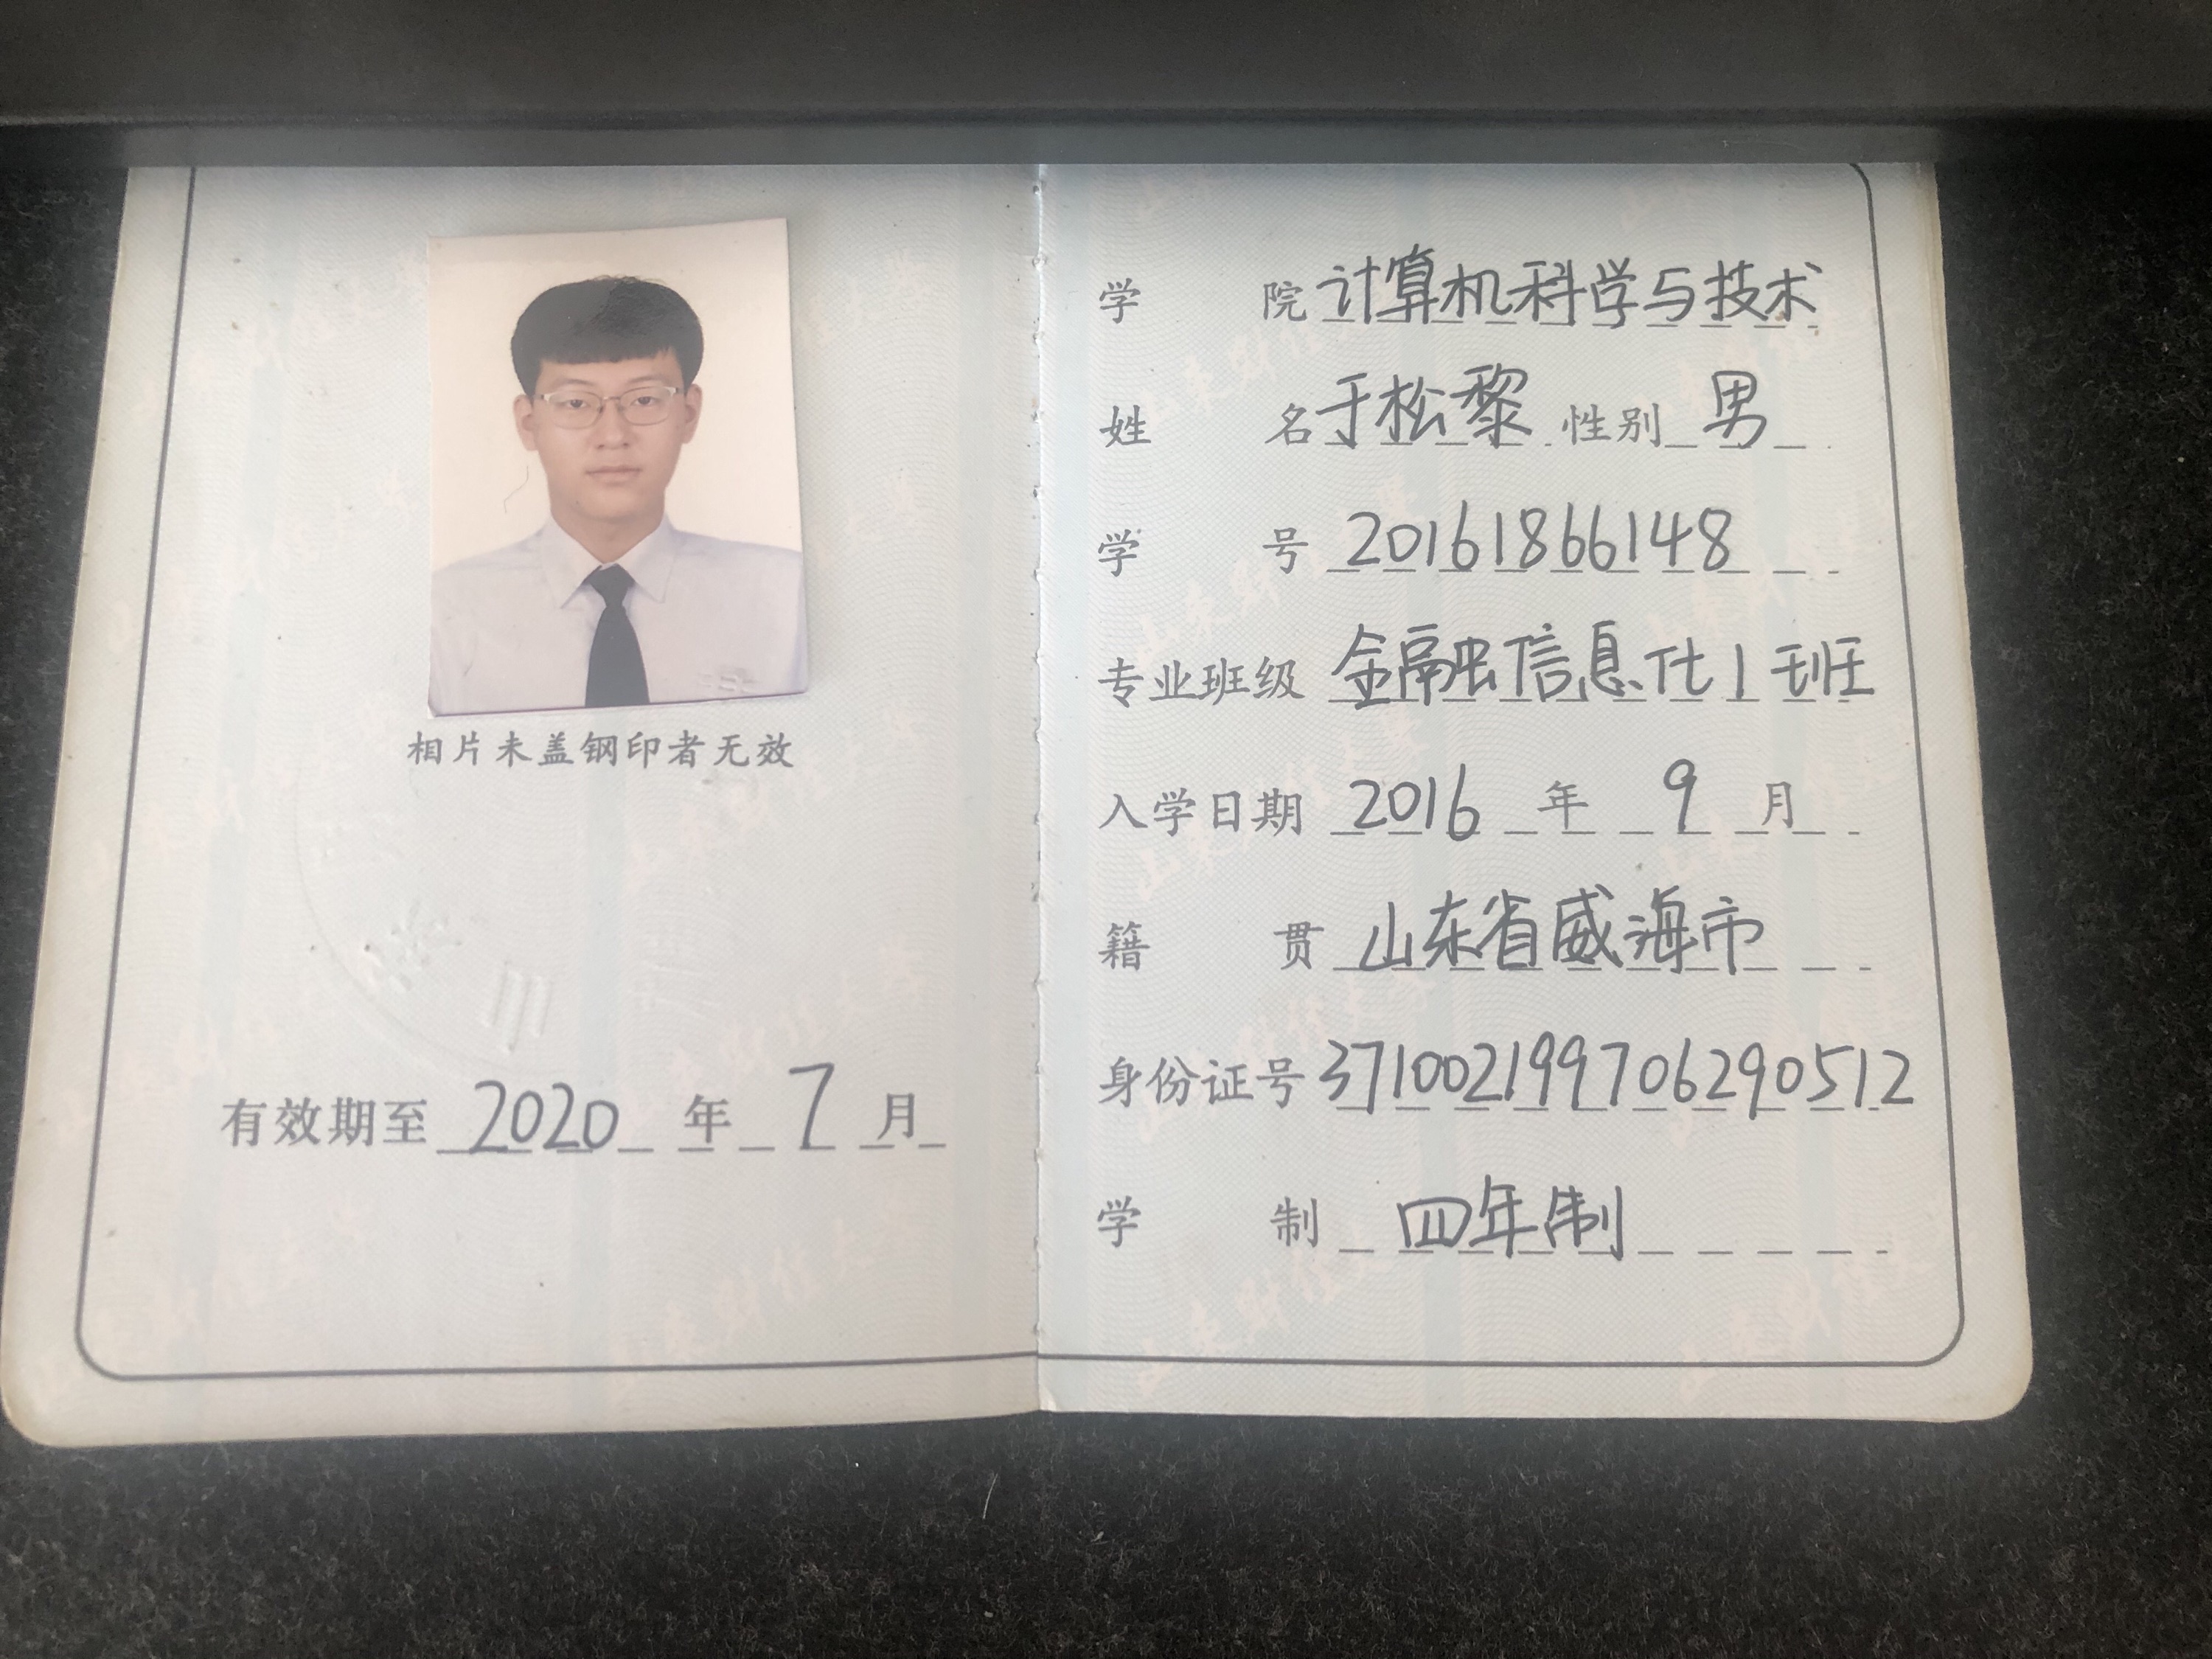 相片未盖钢印者无效
有效期至 2020 年 7 月
学院 计算机科学与技术
姓名 于松黎 性别 男
学号 20161866148
专业班级 金融信息化1班
入学日期 2016 年 9 月
籍贯 山东省威海市
身份证号 371002199706290512
学制 四年制